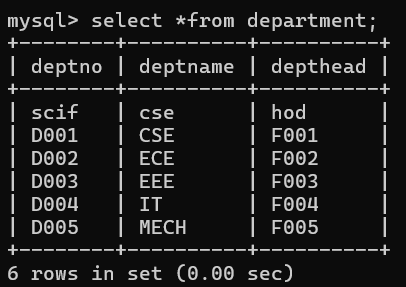 mysql> select *from department;
+--------+----------+----------+
| deptno | deptname | depthead |
+--------+----------+----------+
| scif   | cse      | hod      |
| D001   | CSE      | F001     |
| D002   | ECE      | F002     |
| D003   | EEE      | F003     |
| D004   | IT       | F004     |
| D005   | MECH     | F005     |
+--------+----------+----------+
6 rows in set (0.00 sec)